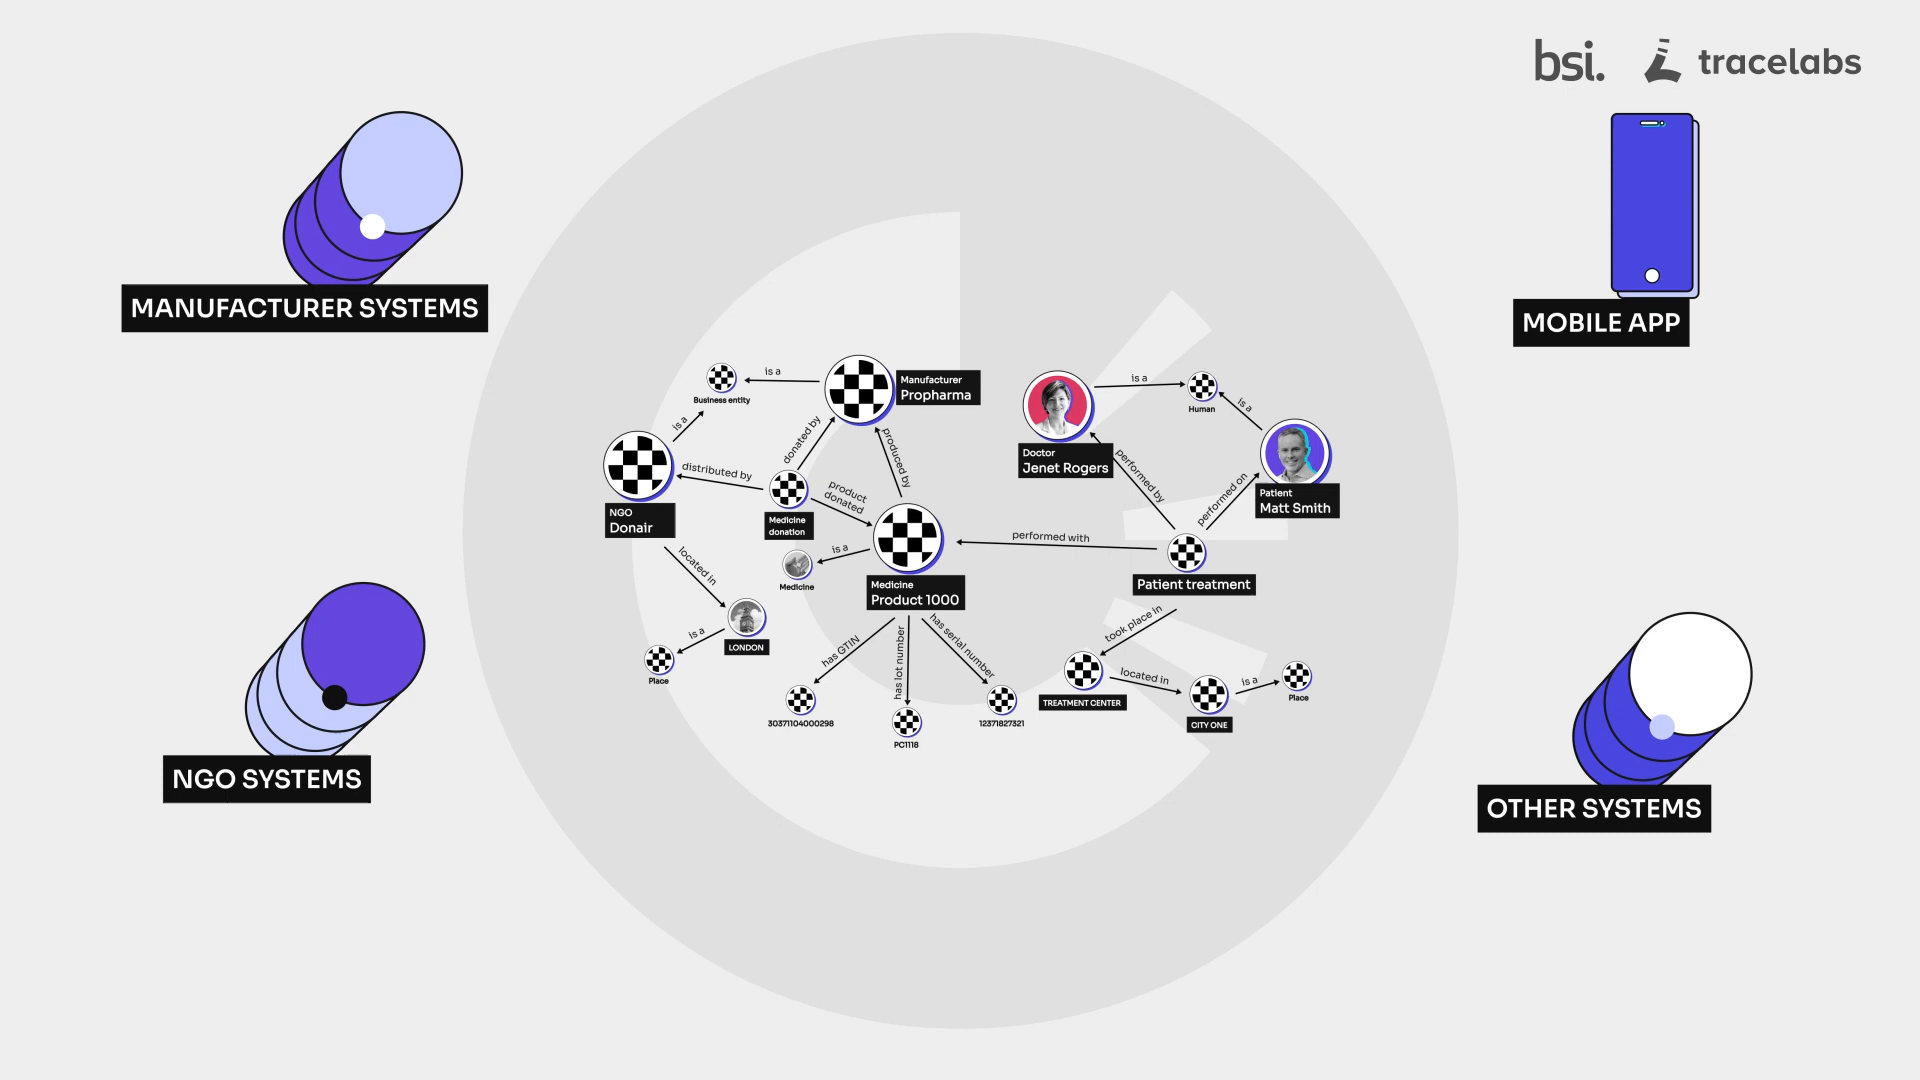 bsi.
tracelabs
MANUFACTURER SYSTEMS
MOBILE APP
is a
Business entity
Manufacturer
Propharma
is a
donated by
produced by
distributed by
NGO
Donair
product
donated
Medicine
donation
is a
Medicine
Medicine
Product 1000
located in
LONDON
is a
Place
has GTIN
has lot number
has serial number
30371104000298
PC1118
12371827321
Doctor
Jenet Rogers
is a
Human
is a
Patient
Matt Smith
performed by
performed on
performed with
Patient treatment
took place in
TREATMENT CENTER
located in
CITY ONE
is a
Place
NGO SYSTEMS
OTHER SYSTEMS